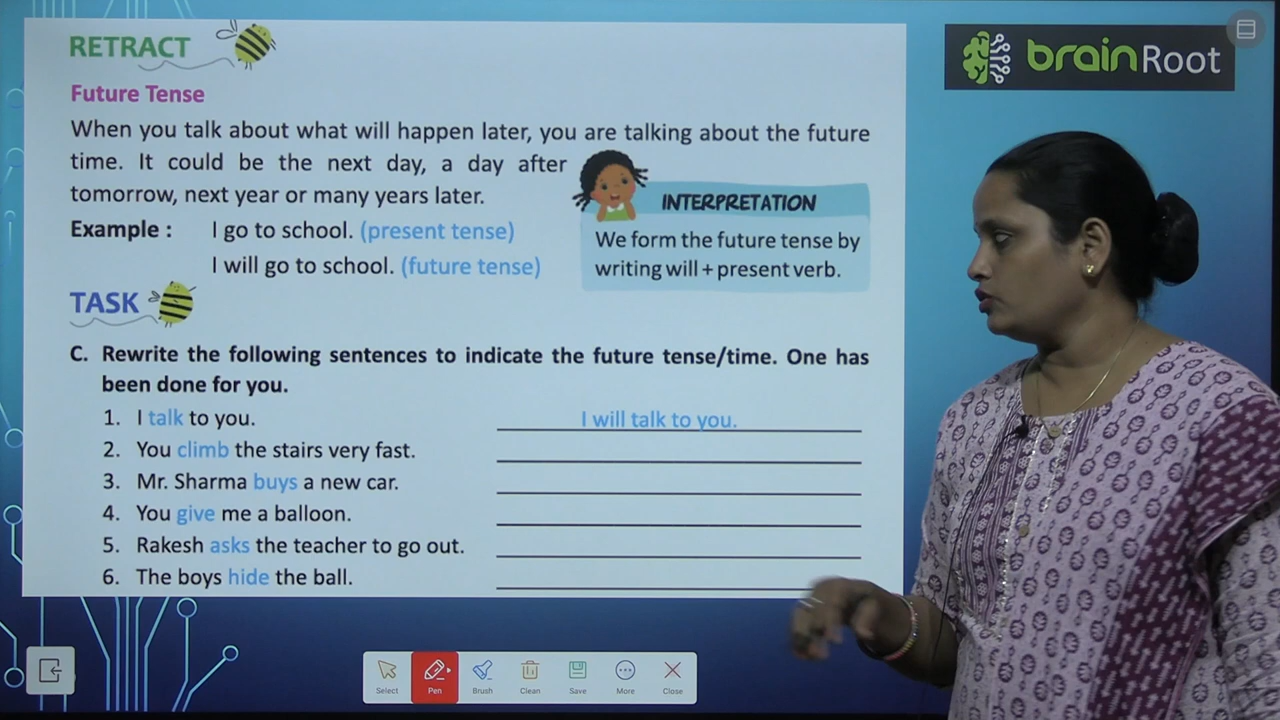 RETRACT
brainRoot
Future Tense
When you talk about what will happen later, you are talking about the future
time. It could be the next day, a day after
tomorrow, next year or many years later.
INTERPRETATION
We form the future tense by
writing will + present verb.
Example : I go to school. (present tense)
I will go to school. (future tense)
TASK
C. Rewrite the following sentences to indicate the future tense/time. One has
been done for you.
1. I talk to you. I will talk to you.
2. You climb the stairs very fast.
3. Mr. Sharma buys a new car.
4. You give me a balloon.
5. Rakesh asks the teacher to go out.
6. The boys hide the ball.
Select Pen Brush Clean Save More Close